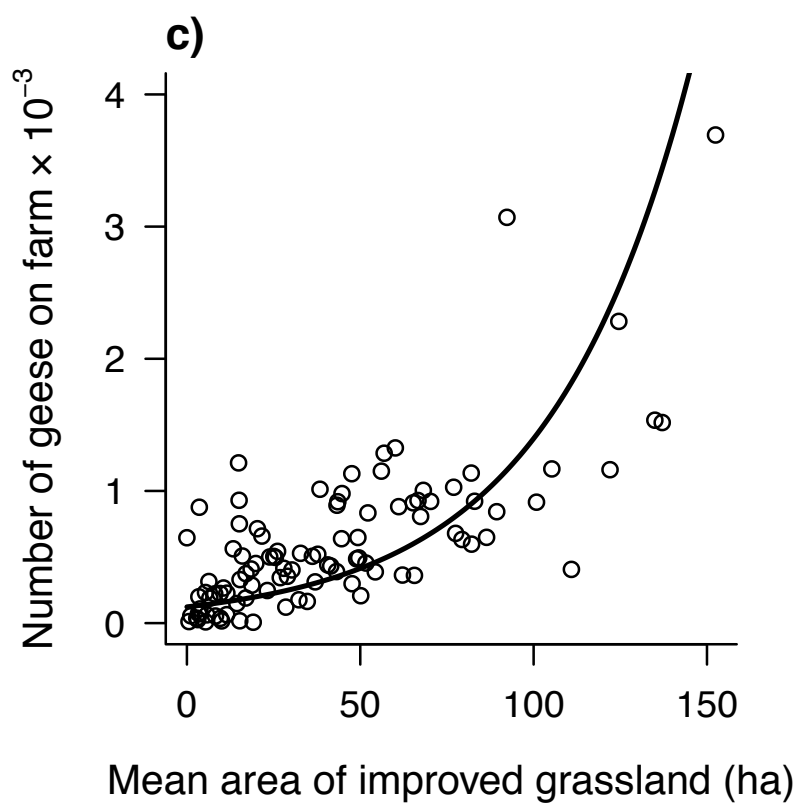 c)
Number of geese on farm × 10⁻³
4
3
2
1
0
0 50 100 150
Mean area of improved grassland (ha)